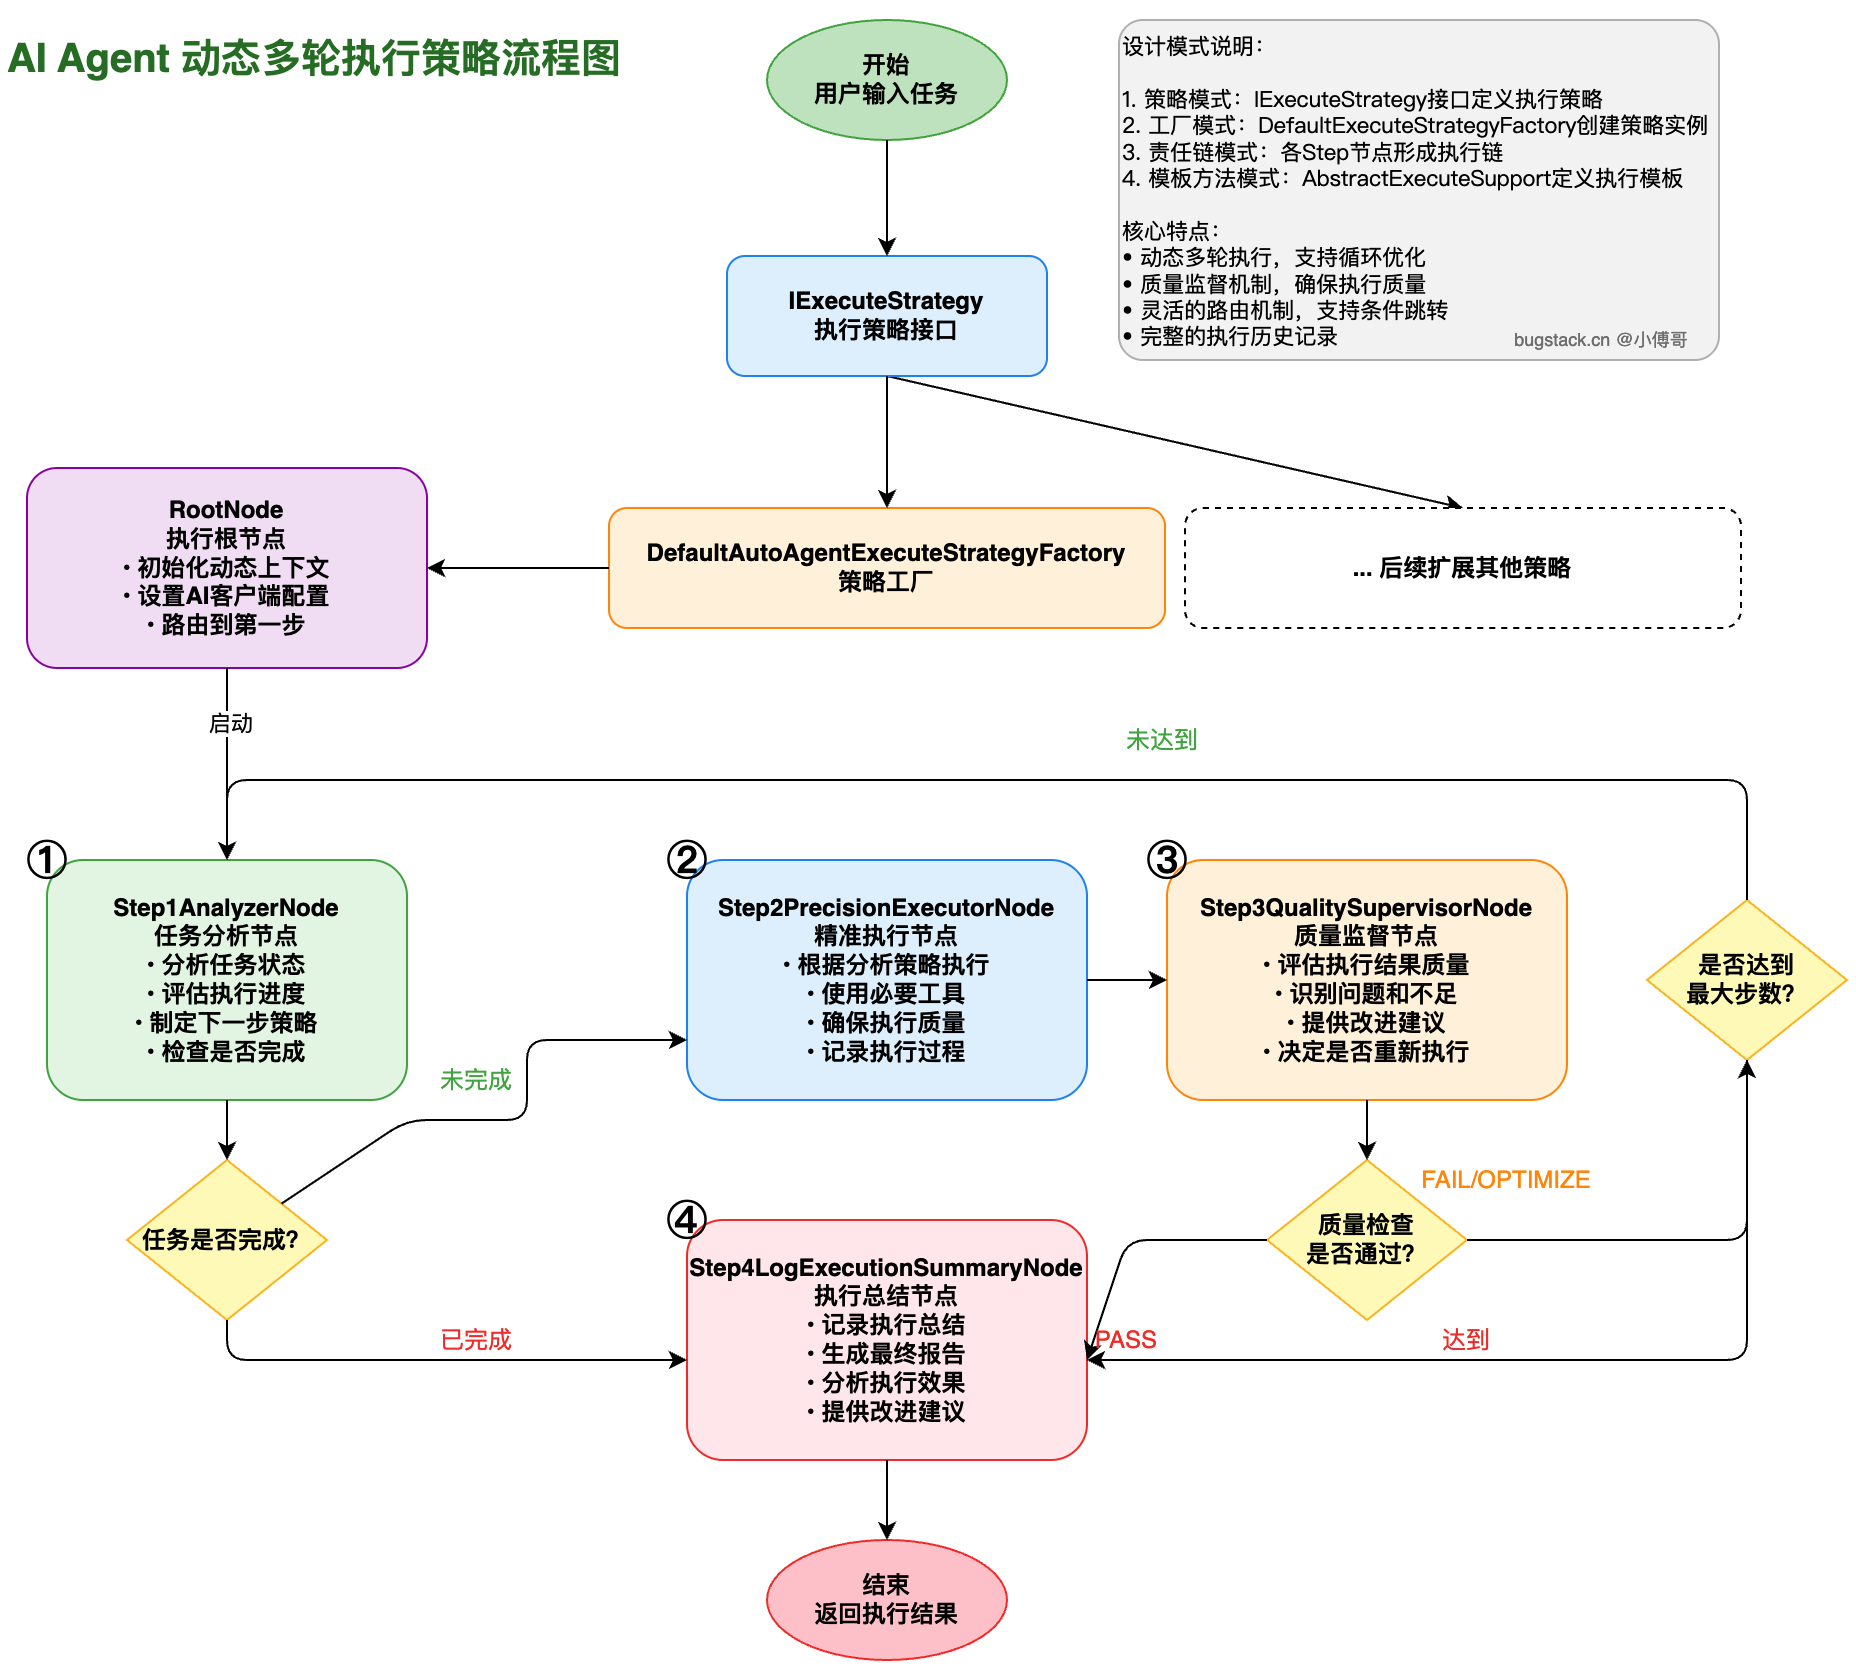 AI Agent 动态多轮执行策略流程图
开始
用户输入任务
设计模式说明：
1. 策略模式：IExecuteStrategy接口定义执行策略
2. 工厂模式：DefaultExecuteStrategyFactory创建策略实例
3. 责任链模式：各Step节点形成执行链
4. 模板方法模式：AbstractExecuteSupport定义执行模板
核心特点：
• 动态多轮执行，支持循环优化
• 质量监督机制，确保执行质量
• 灵活的路由机制，支持条件跳转
• 完整的执行历史记录
bugstack.cn @小傅哥
IExecuteStrategy
执行策略接口
RootNode
执行根节点
· 初始化动态上下文
· 设置AI客户端配置
· 路由到第一步
DefaultAutoAgentExecuteStrategyFactory
策略工厂
... 后续扩展其他策略
启动
未达到
①
Step1AnalyzerNode
任务分析节点
· 分析任务状态
· 评估执行进度
· 制定下一步策略
· 检查是否完成
②
Step2PrecisionExecutorNode
精准执行节点
· 根据分析策略执行
· 使用必要工具
· 确保执行质量
· 记录执行过程
③
Step3QualitySupervisorNode
质量监督节点
· 评估执行结果质量
· 识别问题和不足
· 提供改进建议
· 决定是否重新执行
是否达到
最大步数?
未完成
任务是否完成?
FAIL/OPTIMIZE
质量检查
是否通过?
④
Step4LogExecutionSummaryNode
执行总结节点
· 记录执行总结
· 生成最终报告
· 分析执行效果
· 提供改进建议
已完成
PASS
达到
结束
返回执行结果